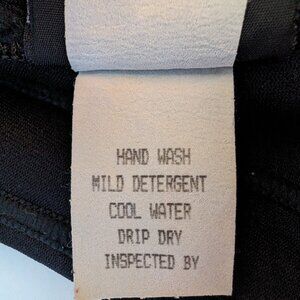 HAND WASH
MILD DETERGENT
COOL WATER
DRIP DRY
INSPECTED BY